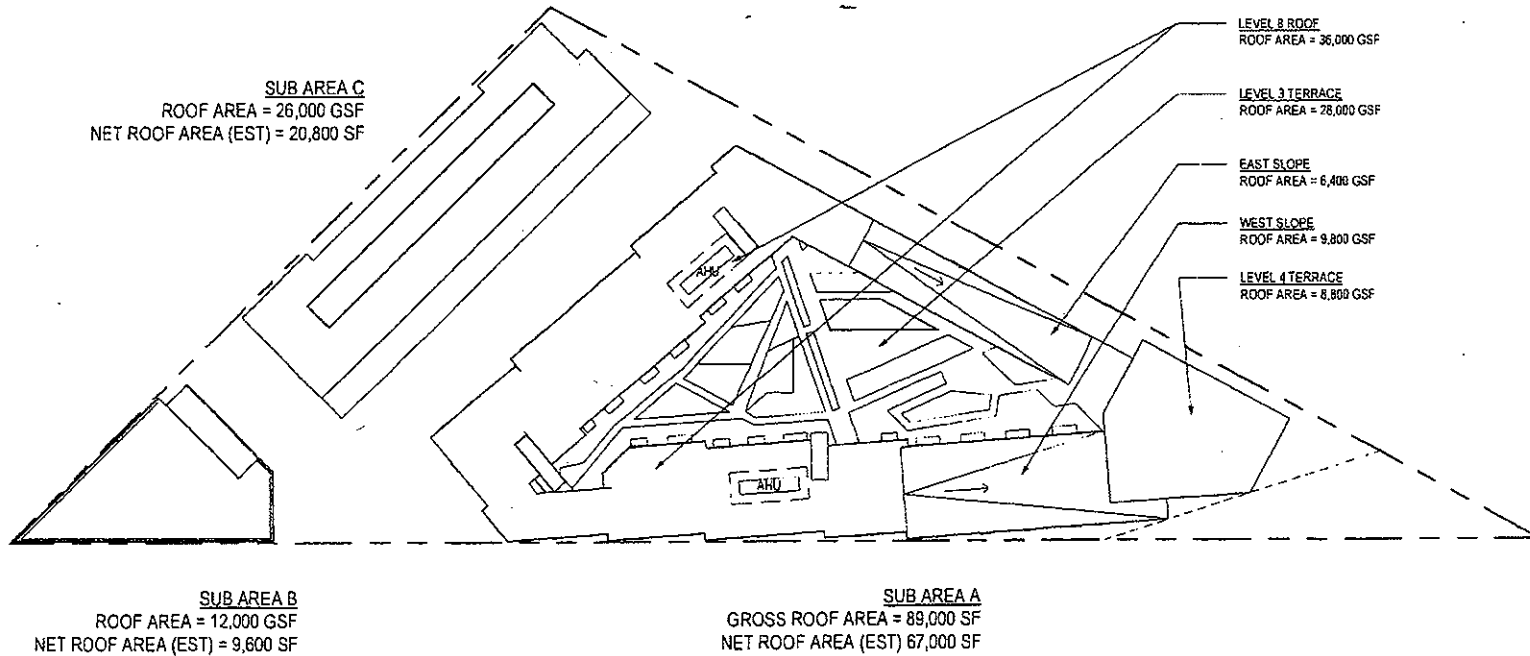 LEVEL 8 ROOF
ROOF AREA = 36,000 GSF
LEVEL 3 TERRACE
ROOF AREA = 28,000 GSF
EAST SLOPE
ROOF AREA = 6,400 GSF
WEST SLOPE
ROOF AREA = 9,800 GSF
LEVEL 4 TERRACE
ROOF AREA = 8,800 GSF
SUB AREA C
ROOF AREA = 26,000 GSF
NET ROOF AREA (EST) = 20,800 SF
AHU
AHU
SUB AREA B
ROOF AREA = 12,000 GSF
NET ROOF AREA (EST) = 9,600 SF
SUB AREA A
GROSS ROOF AREA = 89,000 SF
NET ROOF AREA (EST) 67,000 SF